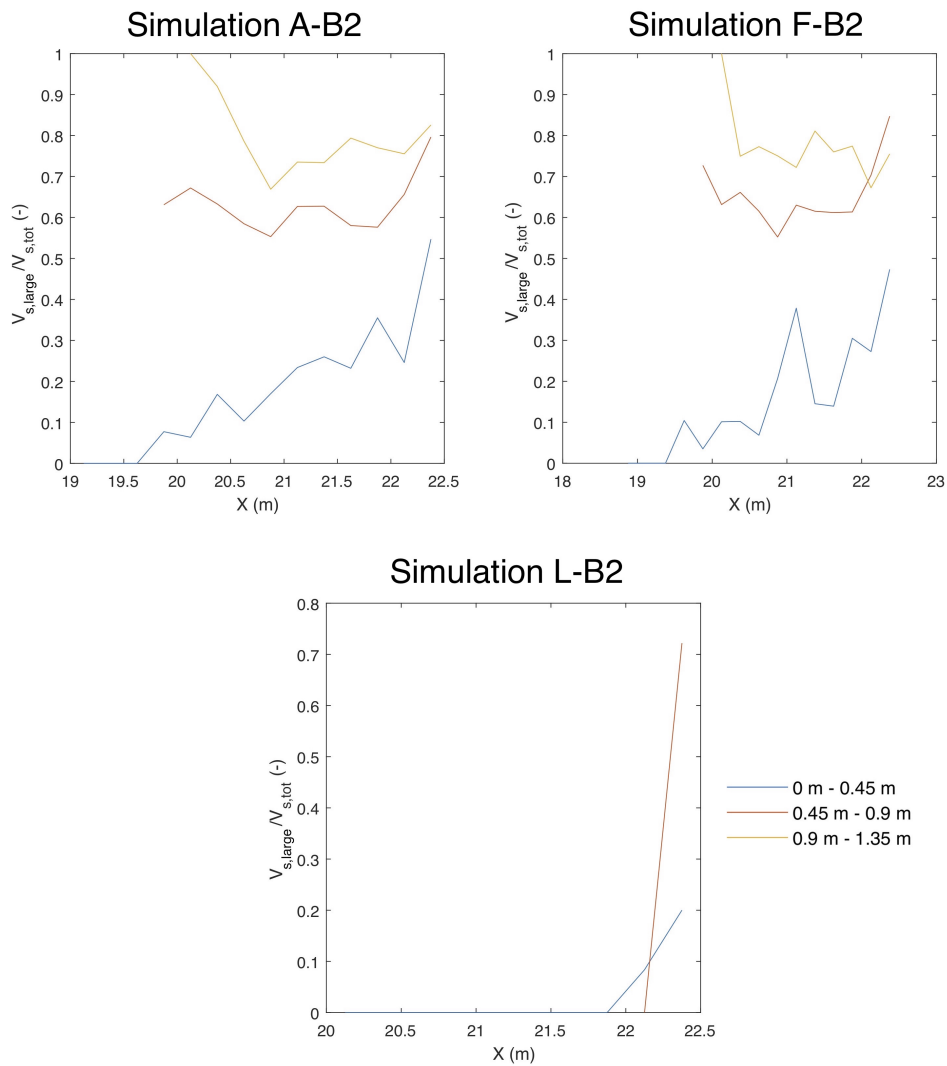 Simulation A-B2
Simulation F-B2
1
0.9
0.8
0.7
0.6
0.5
0.4
0.3
0.2
0.1
0
19 19.5 20 20.5 21 21.5 22 22.5
X (m)
V_s,large /V_s,tot (-)
1
0.9
0.8
0.7
0.6
0.5
0.4
0.3
0.2
0.1
0
18 19 20 21 22 23
X (m)
V_s,large /V_s,tot (-)
Simulation L-B2
0.8
0.7
0.6
0.5
0.4
0.3
0.2
0.1
0
20 20.5 21 21.5 22 22.5
X (m)
V_s,large /V_s,tot (-)
0 m - 0.45 m
0.45 m - 0.9 m
0.9 m - 1.35 m